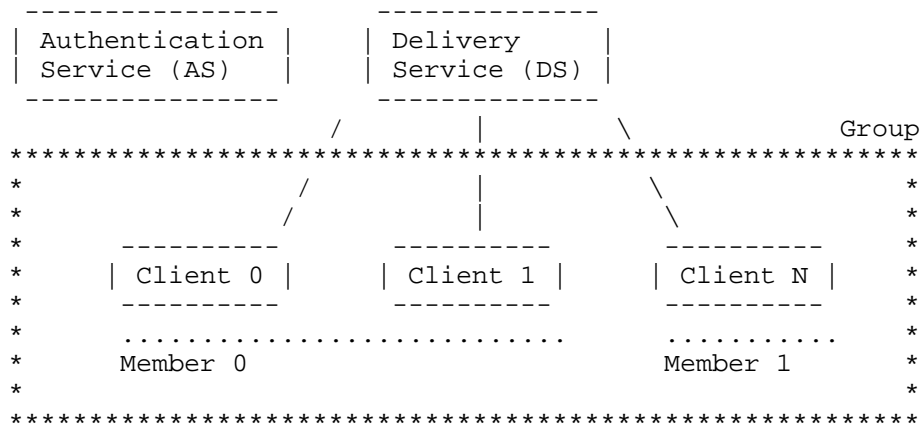 Authentication Delivery
Service (AS) Service (DS)
Group
Client 0 Client 1 Client N
Member 0 Member 1